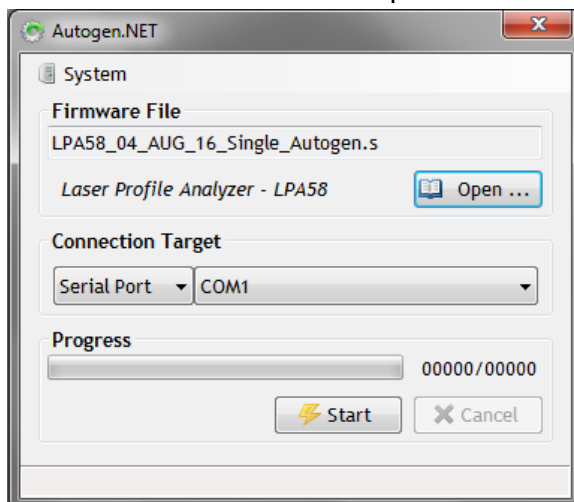 Autogen.NET
System
Firmware File
LPA58_04_AUG_16_Single_Autogen.s
Laser Profile Analyzer - LPA58
Open ...
Connection Target
Serial Port COM1
Progress
00000/00000
Start Cancel